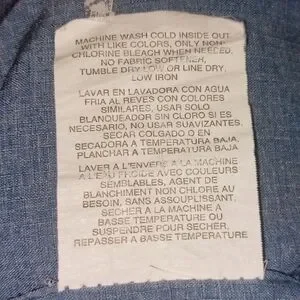 MACHINE WASH COLD INSIDE OUT
WITH LIKE COLORS, ONLY NON
CHLORINE BLEACH WHEN NEEDED.
NO FABRIC SOFTENER,
TUMBLE DRY LOW OR LINE DRY
LOW IRON
LAVAR EN LAVADORA CON AGUA
FRIA AL REVES CON COLORES
SIMILARES, USAR SOLO
BLANQUEADOR SIN CLORO SI ES
NECESARIO, NO USAR SUAVIZANTES.
SECAR COLGADO O EN
SECADORA A TEMPERATURA BAJA,
PLANCHAR A TEMPERATURA BAJA
LAVER A L'ENVERS A LA MACHINE
A L'EAU FROIDE AVEC COULEURS
SEMBLABLES, AGENT DE
BLANCHIMENT NON CHLORE AU
BESOIN, SANS ASSOUPLISSANT,
SECHER A LA MACHINE A
BASSE TEMPERATURE OU
SUSPENDRE POUR SECHER,
REPASSER A BASSE TEMPERATURE